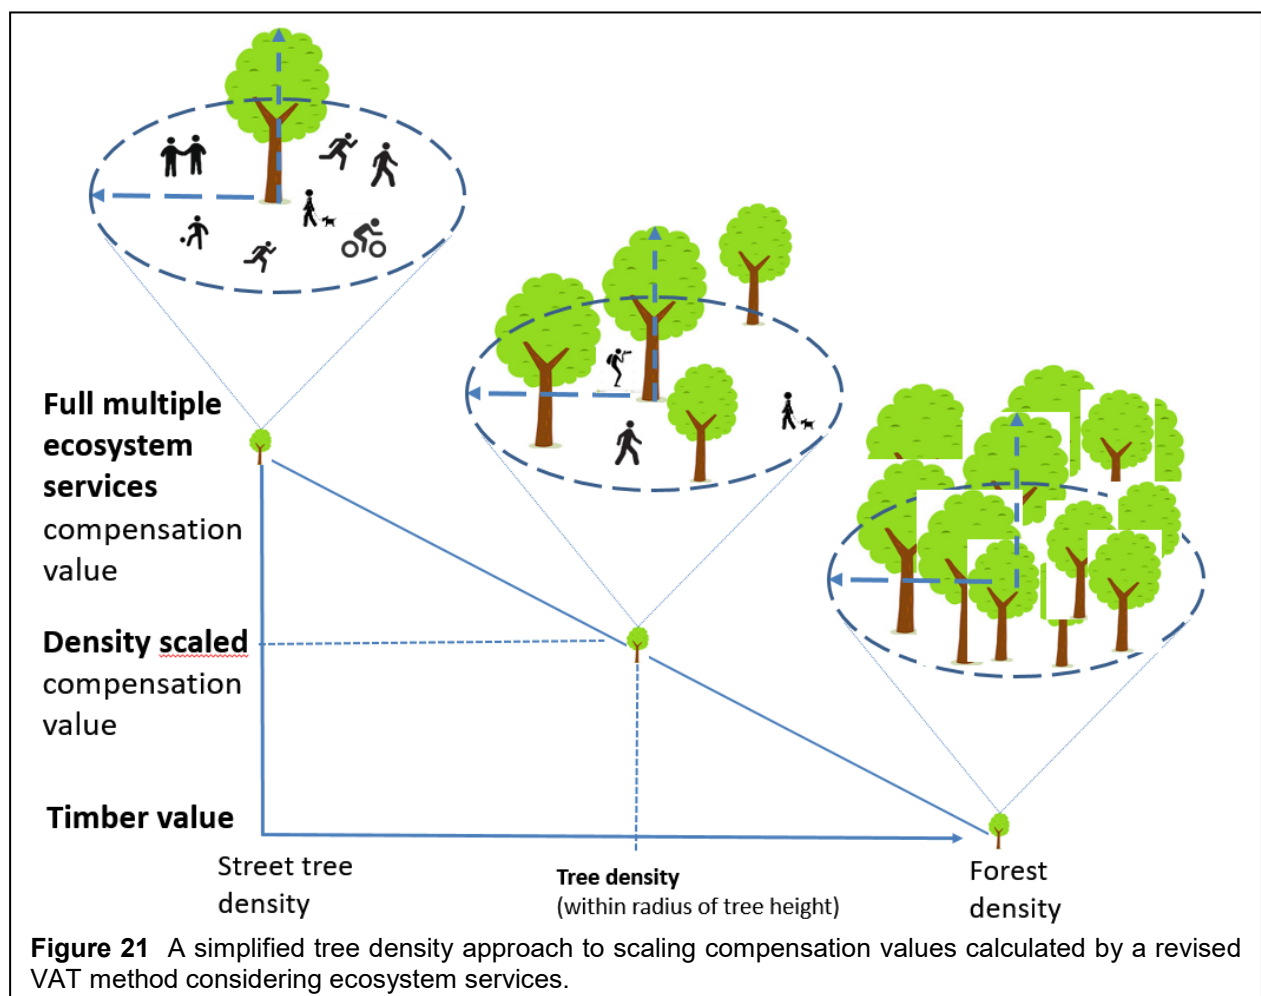 Full multiple
ecosystem
services
compensation
value
Density scaled
compensation
value
Timber value
Street tree
density
Tree density
(within radius of tree height)
Forest
density
Figure 21  A simplified tree density approach to scaling compensation values calculated by a revised
VAT method considering ecosystem services.